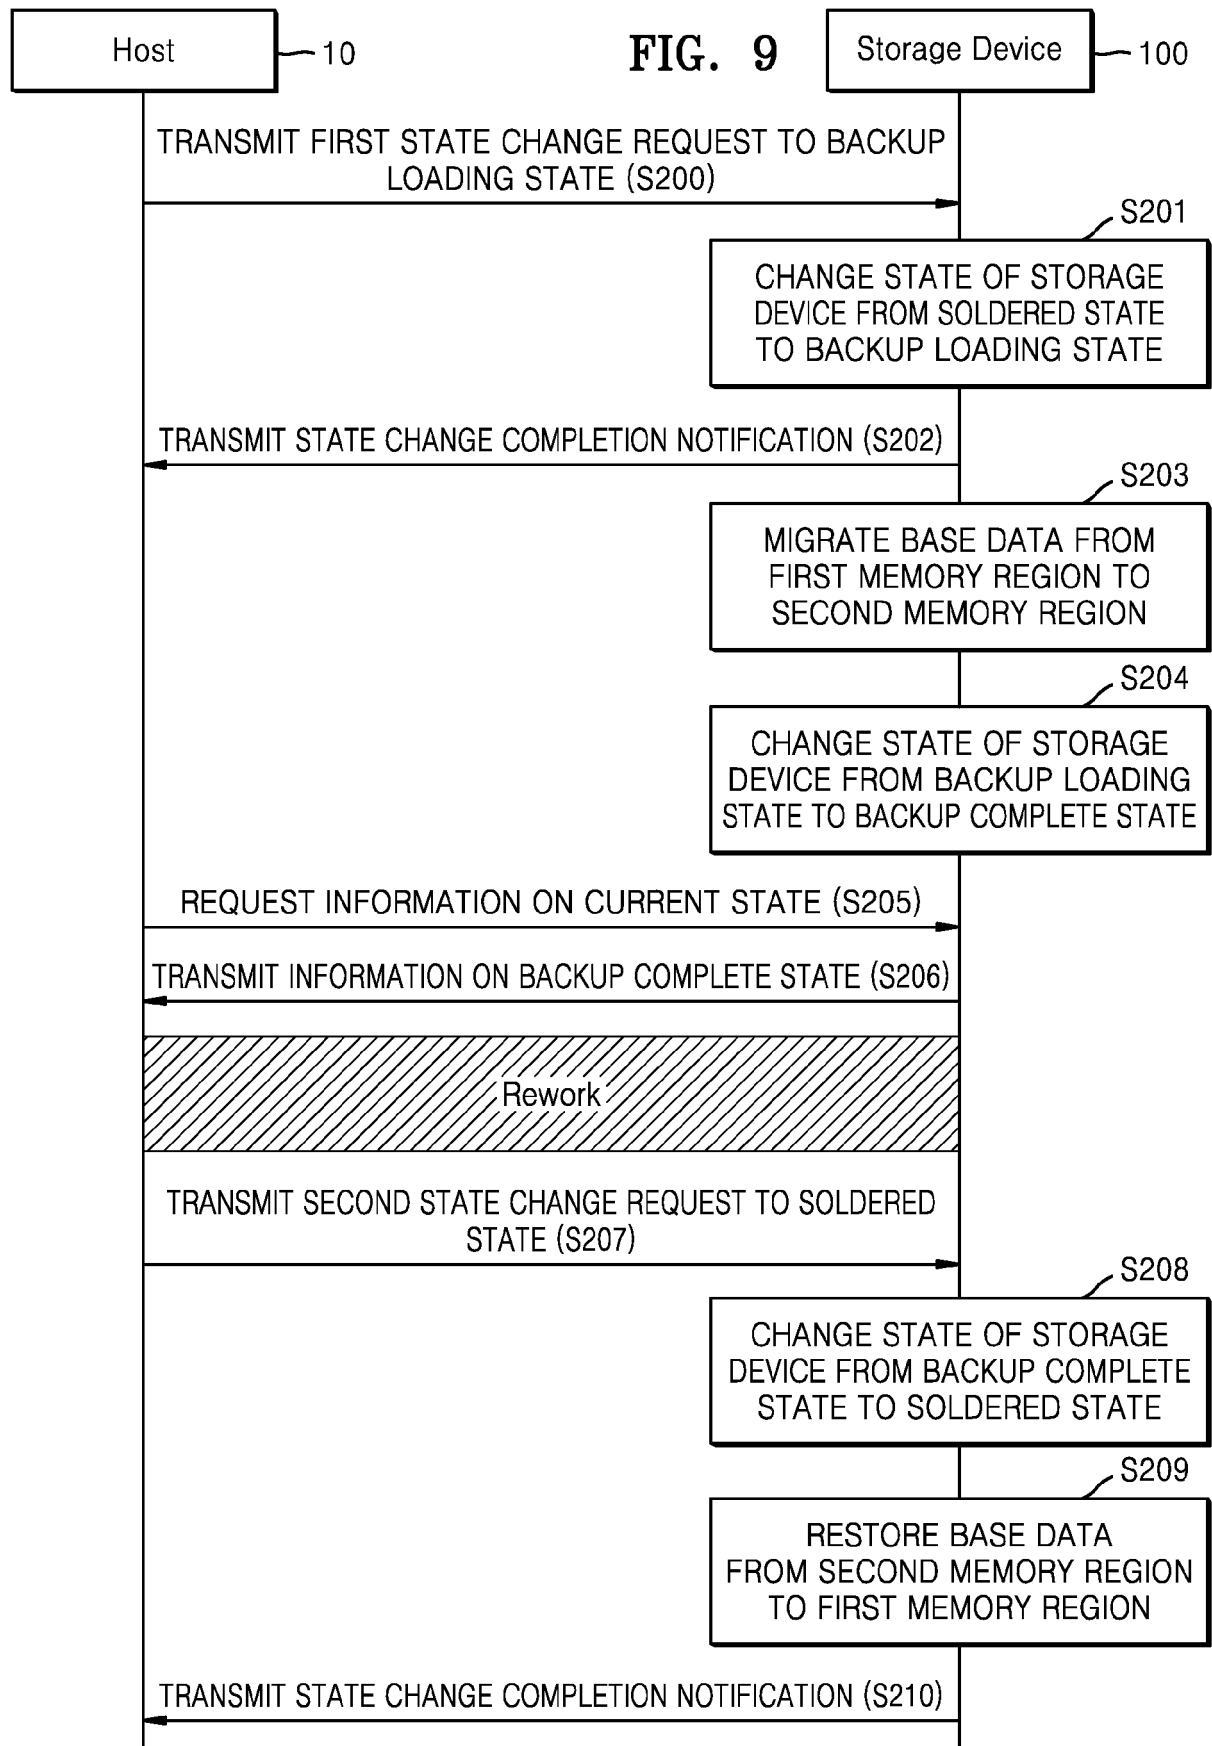 Host
10
FIG. 9
Storage Device
100
TRANSMIT FIRST STATE CHANGE REQUEST TO BACKUP
LOADING STATE (S200)
S201
CHANGE STATE OF STORAGE
DEVICE FROM SOLDERED STATE
TO BACKUP LOADING STATE
TRANSMIT STATE CHANGE COMPLETION NOTIFICATION (S202)
S203
MIGRATE BASE DATA FROM
FIRST MEMORY REGION TO
SECOND MEMORY REGION
S204
CHANGE STATE OF STORAGE
DEVICE FROM BACKUP LOADING
STATE TO BACKUP COMPLETE STATE
REQUEST INFORMATION ON CURRENT STATE (S205)
TRANSMIT INFORMATION ON BACKUP COMPLETE STATE (S206)
Rework
TRANSMIT SECOND STATE CHANGE REQUEST TO SOLDERED
STATE (S207)
S208
CHANGE STATE OF STORAGE
DEVICE FROM BACKUP COMPLETE
STATE TO SOLDERED STATE
S209
RESTORE BASE DATA
FROM SECOND MEMORY REGION
TO FIRST MEMORY REGION
TRANSMIT STATE CHANGE COMPLETION NOTIFICATION (S210)